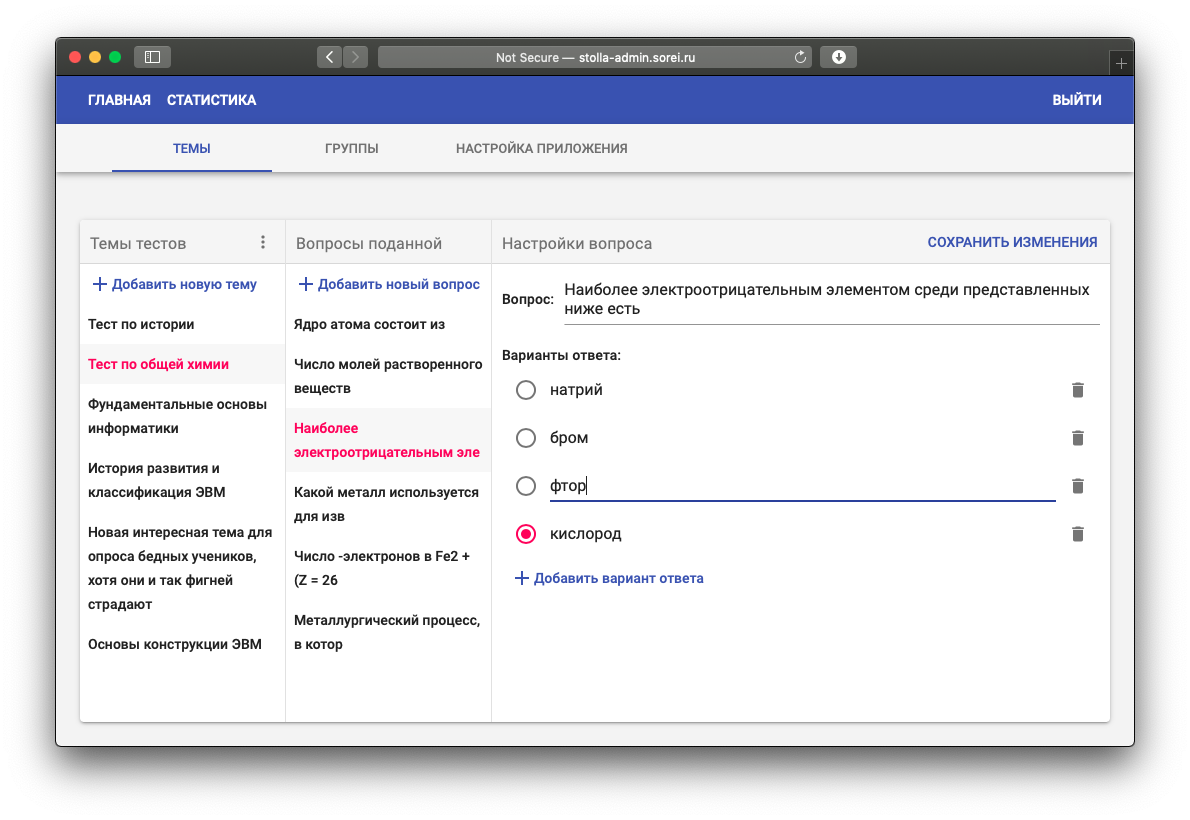 Not Secure — stolla-admin.sorei.ru
ГЛАВНАЯ СТАТИСТИКА ВЫЙТИ
ТЕМЫ ГРУППЫ НАСТРОЙКА ПРИЛОЖЕНИЯ
Темы тестов
Добавить новую тему
Тест по истории
Тест по общей химии
Фундаментальные основы
информатики
История развития и
классификация ЭВМ
Новая интересная тема для
опроса бедных учеников,
хотя они и так фигней
страдают
Основы конструкции ЭВМ
Вопросы поданной
Добавить новый вопрос
Ядро атома состоит из
Число молей растворенного
веществ
Наиболее
электроотрицательным эле
Какой металл используется
для изв
Число -электронов в Fe2 +
(Z = 26
Металлургический процесс,
в котор
Настройки вопроса СОХРАНИТЬ ИЗМЕНЕНИЯ
Вопрос: Наиболее электроотрицательным элементом среди представленных
ниже есть
Варианты ответа:
натрий
бром
фтор
кислород
Добавить вариант ответа